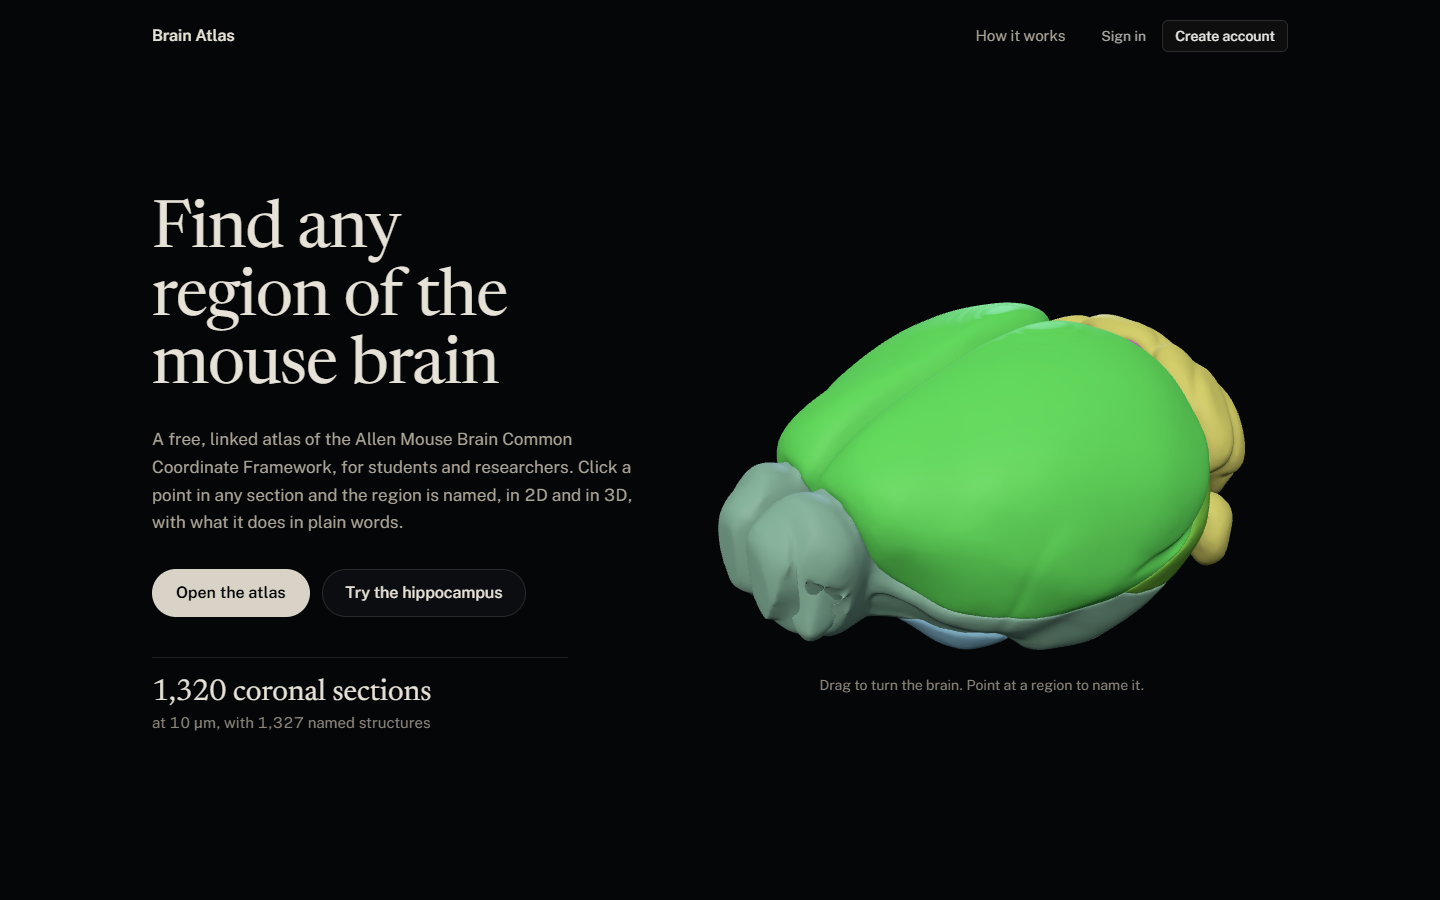 Brain Atlas
How it works
Sign in
Create account
Find any
region of the
mouse brain
A free, linked atlas of the Allen Mouse Brain Common
Coordinate Framework, for students and researchers. Click a
point in any section and the region is named, in 2D and in 3D,
with what it does in plain words.
Open the atlas
Try the hippocampus
1,320 coronal sections
at 10 µm, with 1,327 named structures
Drag to turn the brain. Point at a region to name it.